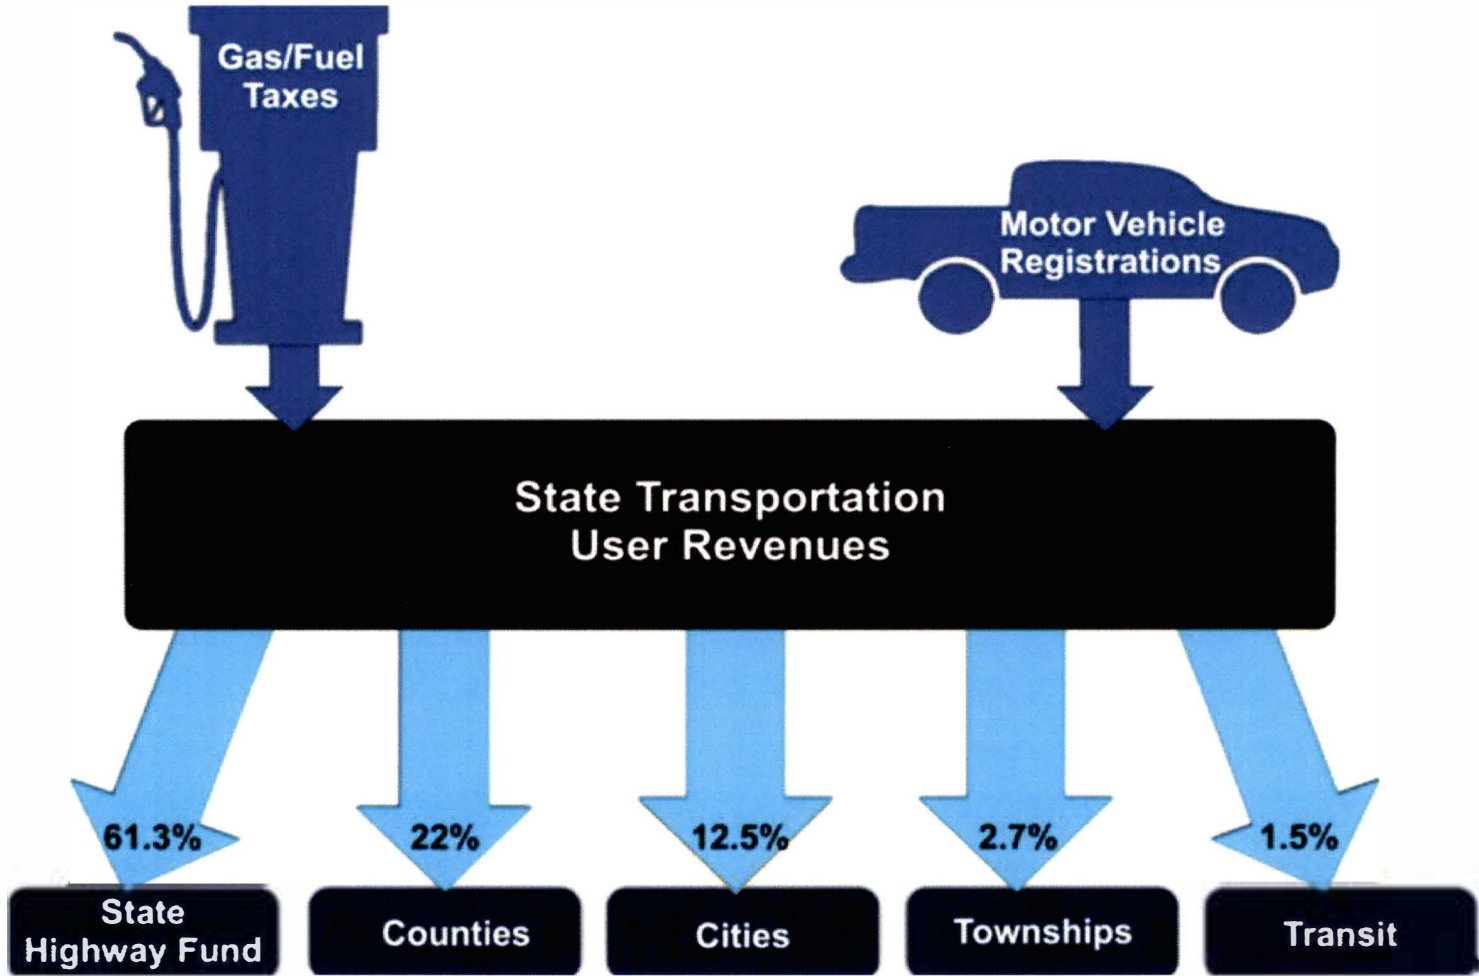 Gas/Fuel
Taxes
Motor Vehicle
Registrations
State Transportation
User Revenues
61.3%
22%
12.5%
2.7%
1.5%
State
Highway Fund
Counties
Cities
Townships
Transit